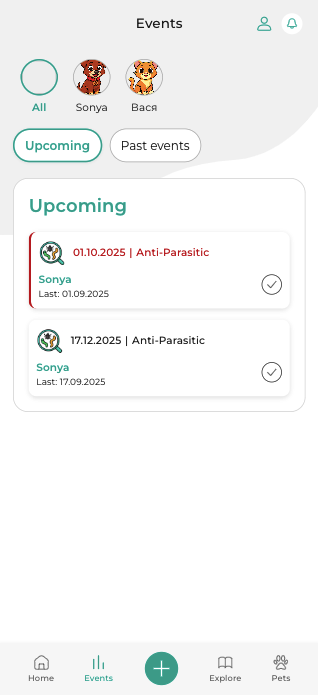 Events
All
Sonya
Вася
Upcoming
Past events
Upcoming
01.10.2025 | Anti-Parasitic
Sonya
Last: 01.09.2025
17.12.2025 | Anti-Parasitic
Sonya
Last: 17.09.2025
Home
Events
Explore
Pets